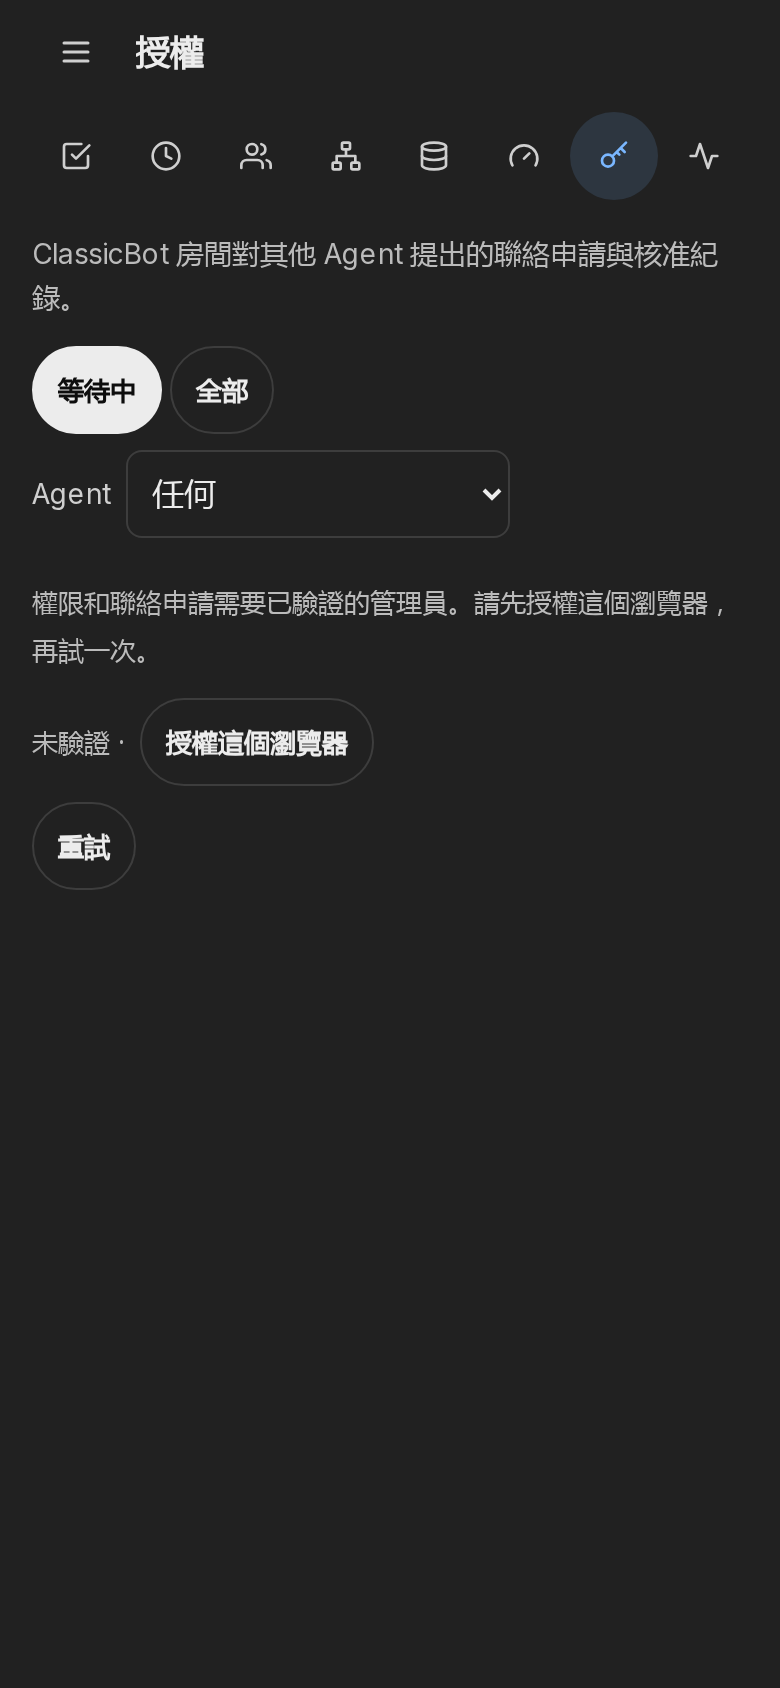 授權
ClassicBot 房間對其他 Agent 提出的聯絡申請與核准紀
錄。
等待中 全部
Agent 任何
權限和聯絡申請需要已驗證的管理員。請先授權這個瀏覽器，
再試一次。
未驗證 · 授權這個瀏覽器
重試